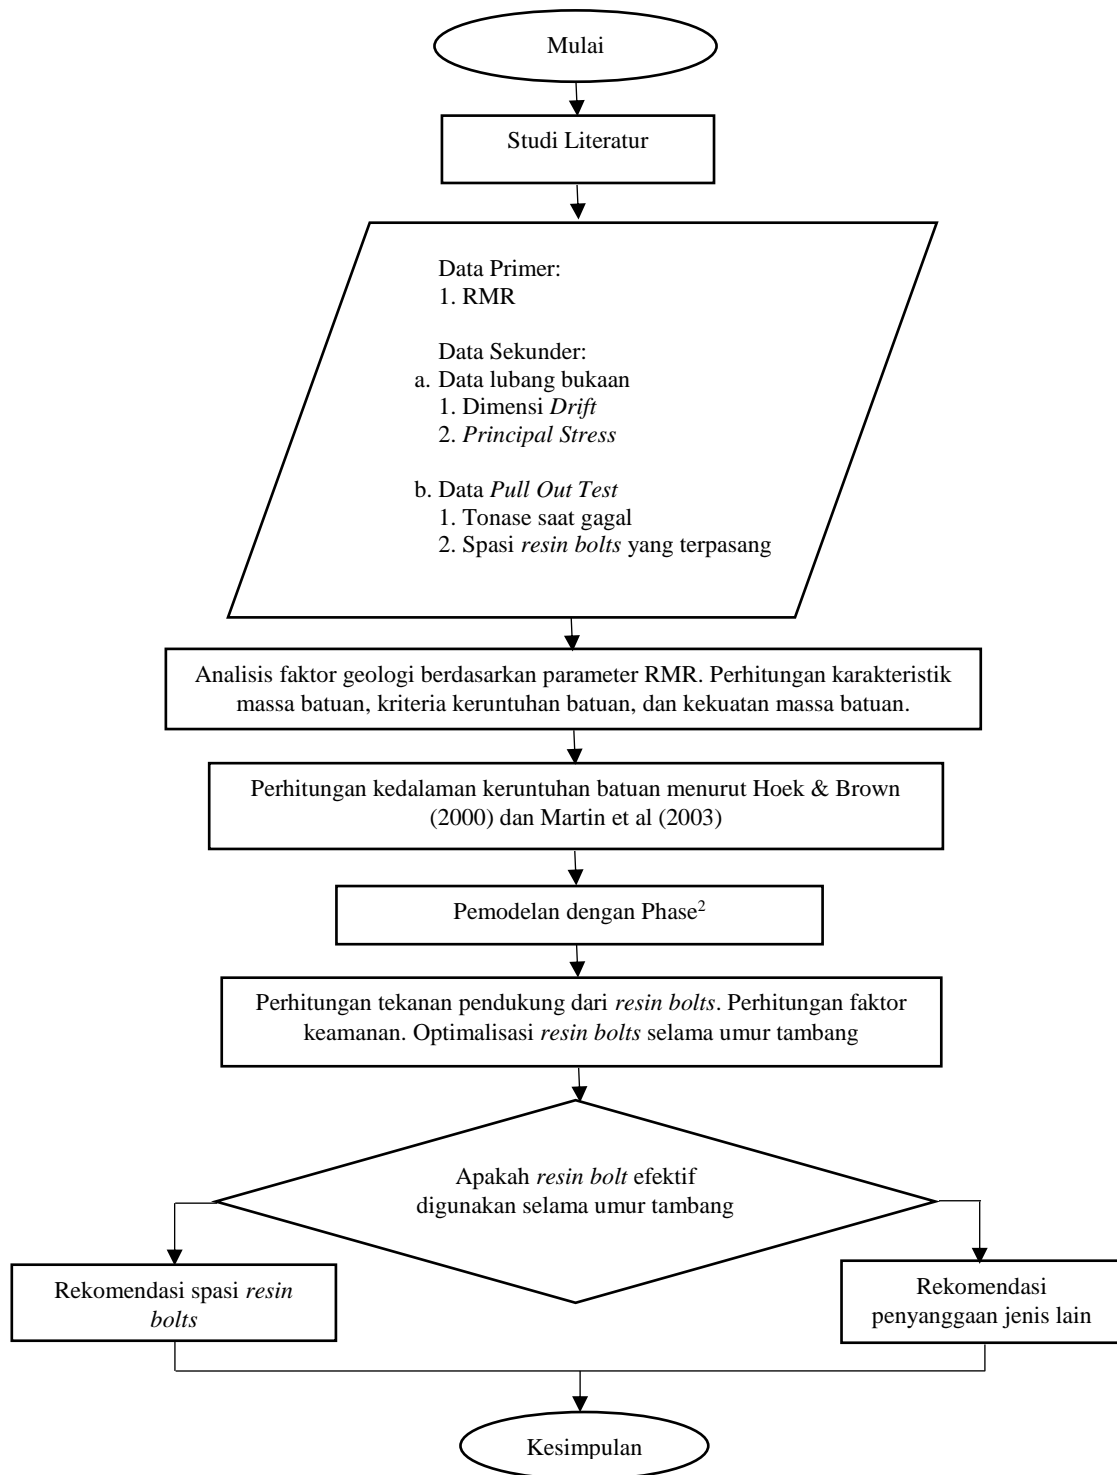 Mulai
Studi Literatur
Data Primer:
1. RMR
Data Sekunder:
a. Data lubang bukaan
1. Dimensi Drift
2. Principal Stress
b. Data Pull Out Test
1. Tonase saat gagal
2. Spasi resin bolts yang terpasang
Analisis faktor geologi berdasarkan parameter RMR. Perhitungan karakteristik
massa batuan, kriteria keruntuhan batuan, dan kekuatan massa batuan.
Perhitungan kedalaman keruntuhan batuan menurut Hoek & Brown
(2000) dan Martin et al (2003)
Pemodelan dengan Phase²
Perhitungan tekanan pendukung dari resin bolts. Perhitungan faktor
keamanan. Optimalisasi resin bolts selama umur tambang
Apakah resin bolt efektif
digunakan selama umur tambang
Rekomendasi spasi resin
bolts
Rekomendasi
penyanggaan jenis lain
Kesimpulan